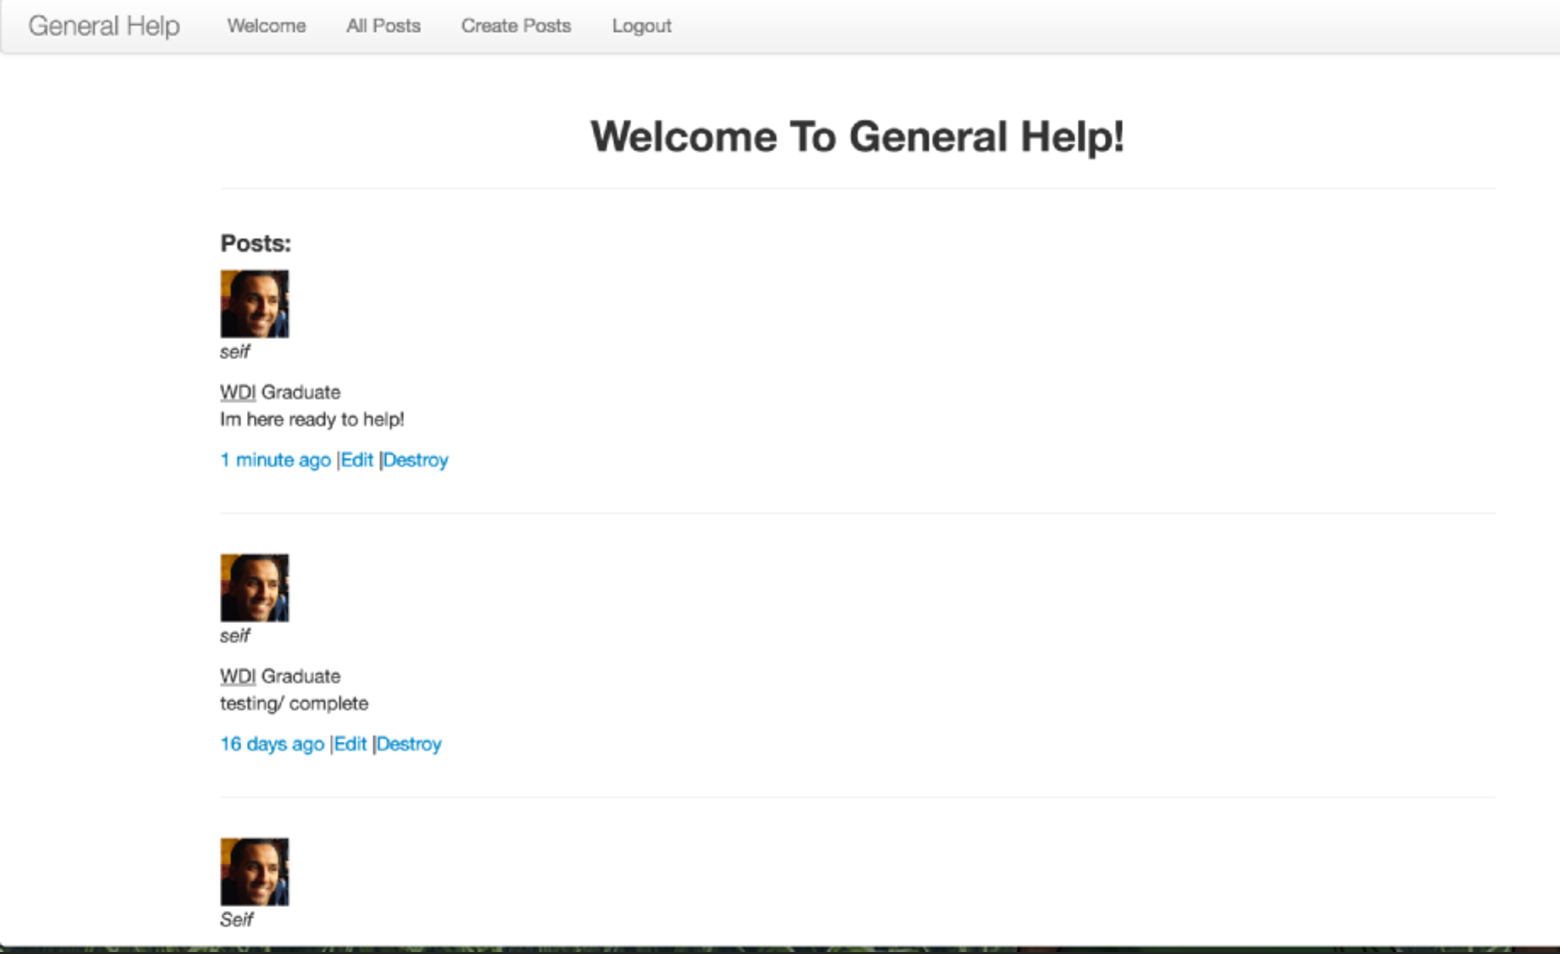 General Help Welcome All Posts Create Posts Logout
Welcome To General Help!
Posts:
seif
WDI Graduate
Im here ready to help!
1 minute ago |Edit |Destroy
seif
WDI Graduate
testing/ complete
16 days ago |Edit |Destroy
Seif